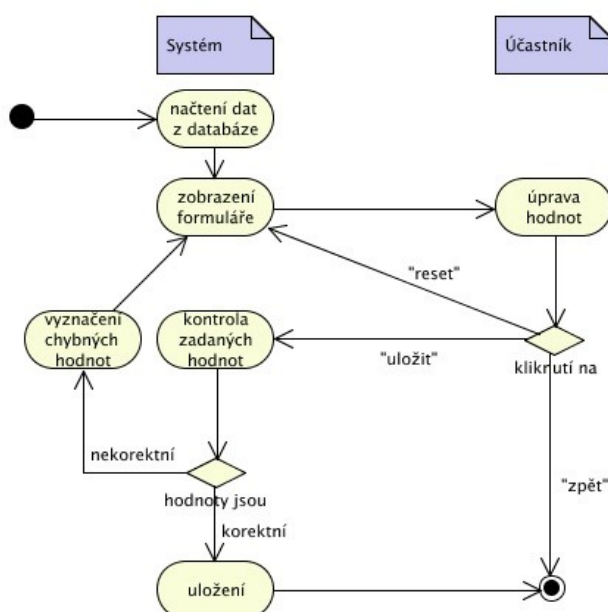 Systém
Účastník
načtení dat
z databáze
zobrazení
formuláře
úprava
hodnot
"reset"
vyznačení
chybných
hodnot
kontrola
zadaných
hodnot
"uložit"
kliknutí na
nekorektní
hodnoty jsou
"zpět"
korektní
uložení